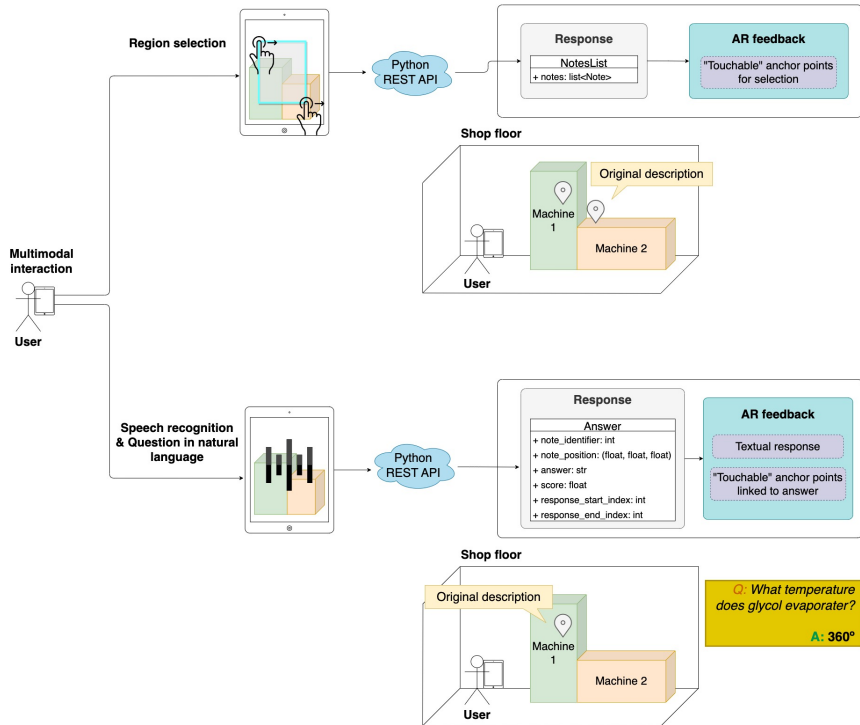 Region selection
Python
REST API
Response
NotesList
+ notes: list<Note>
AR feedback
"Touchable" anchor points
for selection
Shop floor
Original description
Machine
1
Machine 2
User
Multimodal
interaction
User
Speech recognition
& Question in natural
language
Python
REST API
Response
Answer
+ note_identifier: int
+ note_position: (float, float, float)
+ answer: str
+ score: float
+ response_start_index: int
+ response_end_index: int
AR feedback
Textual response
"Touchable" anchor points
linked to answer
Shop floor
Original description
Machine
1
Machine 2
User
Q: What temperature
does glycol evaporater?
A: 360º